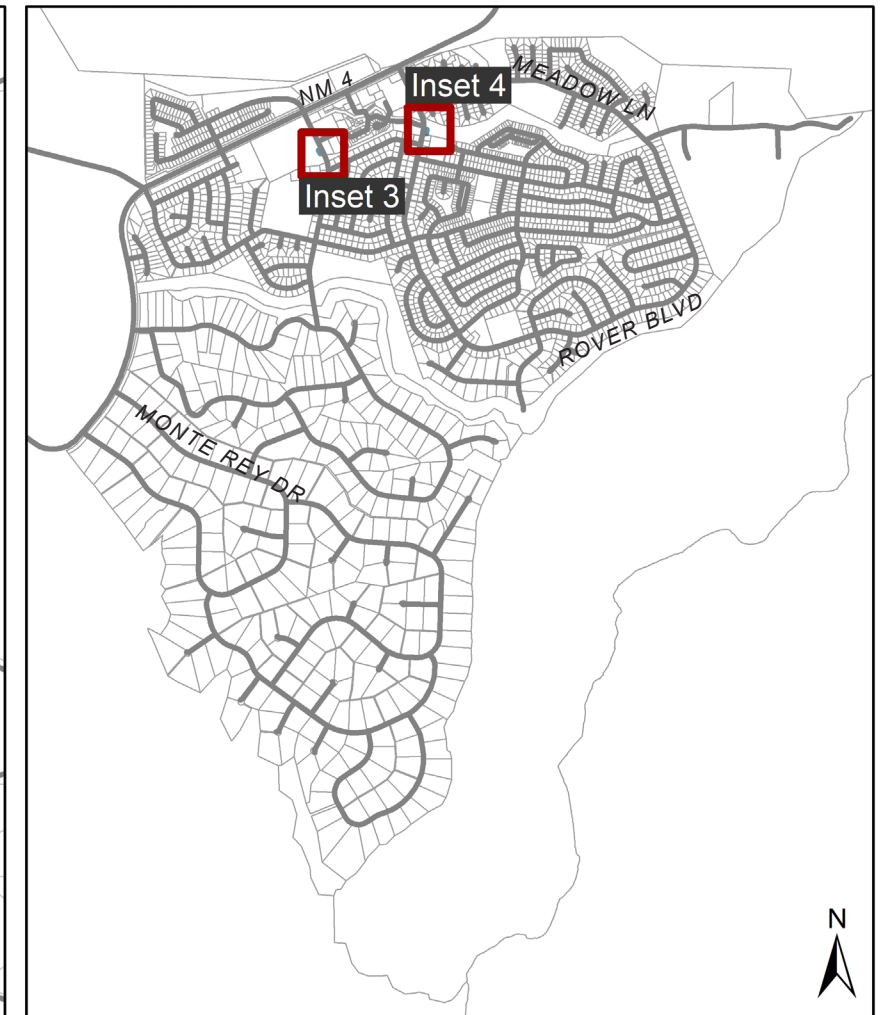 NM 4
Inset 4
MEADOW LN
Inset 3
ROVER BLVD
MONTE REY DR
N